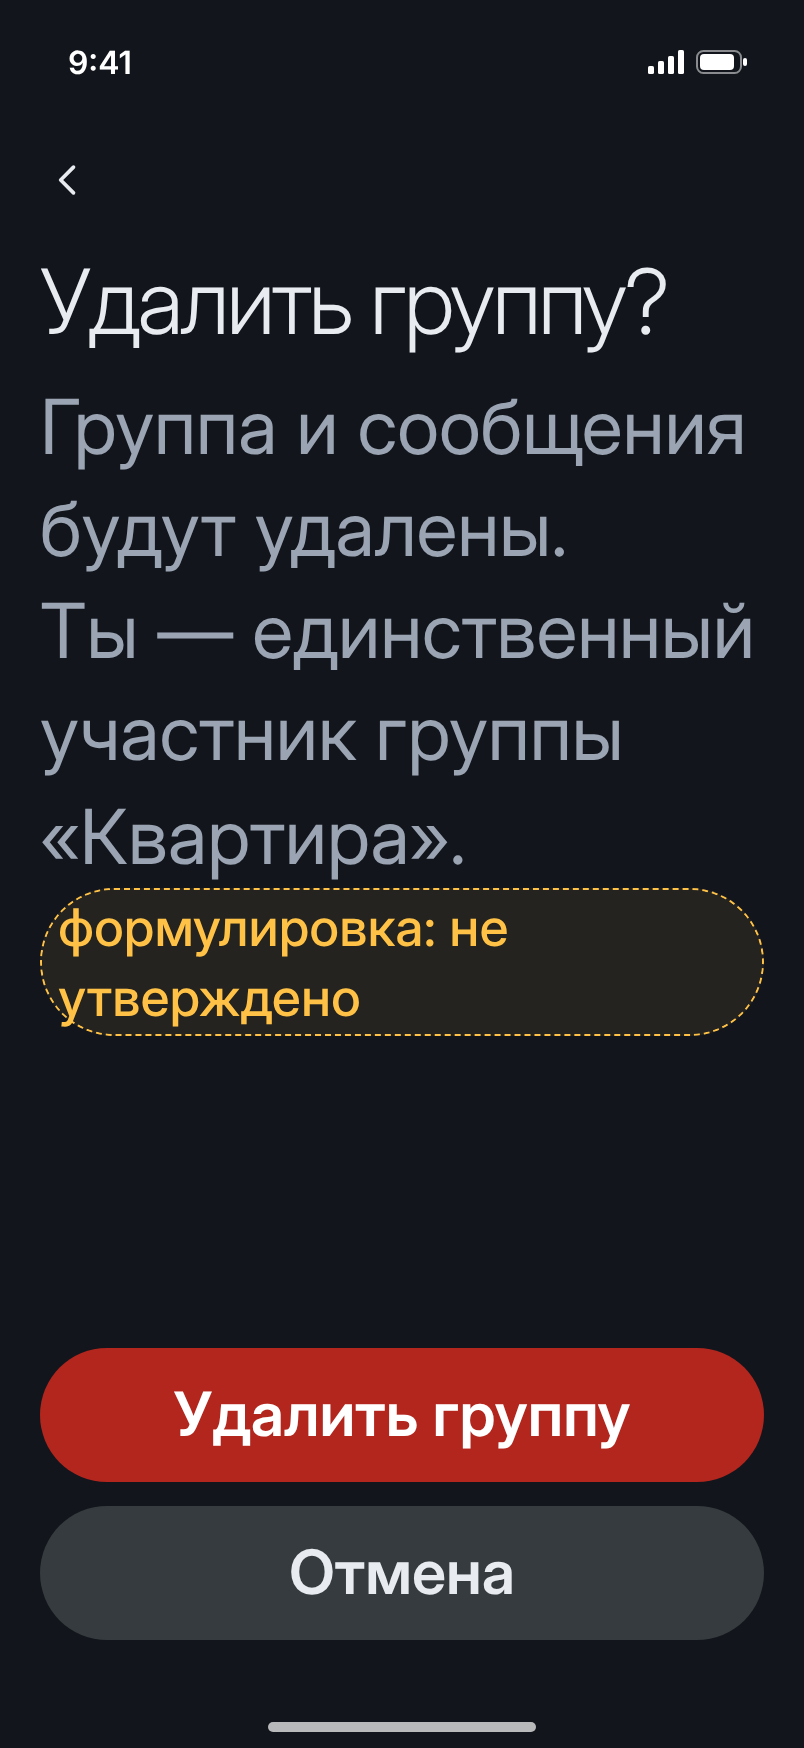 9:41
Удалить группу?
Группа и сообщения
будут удалены.
Ты — единственный
участник группы
«Квартира».
формулировка: не
утверждено
Удалить группу
Отмена